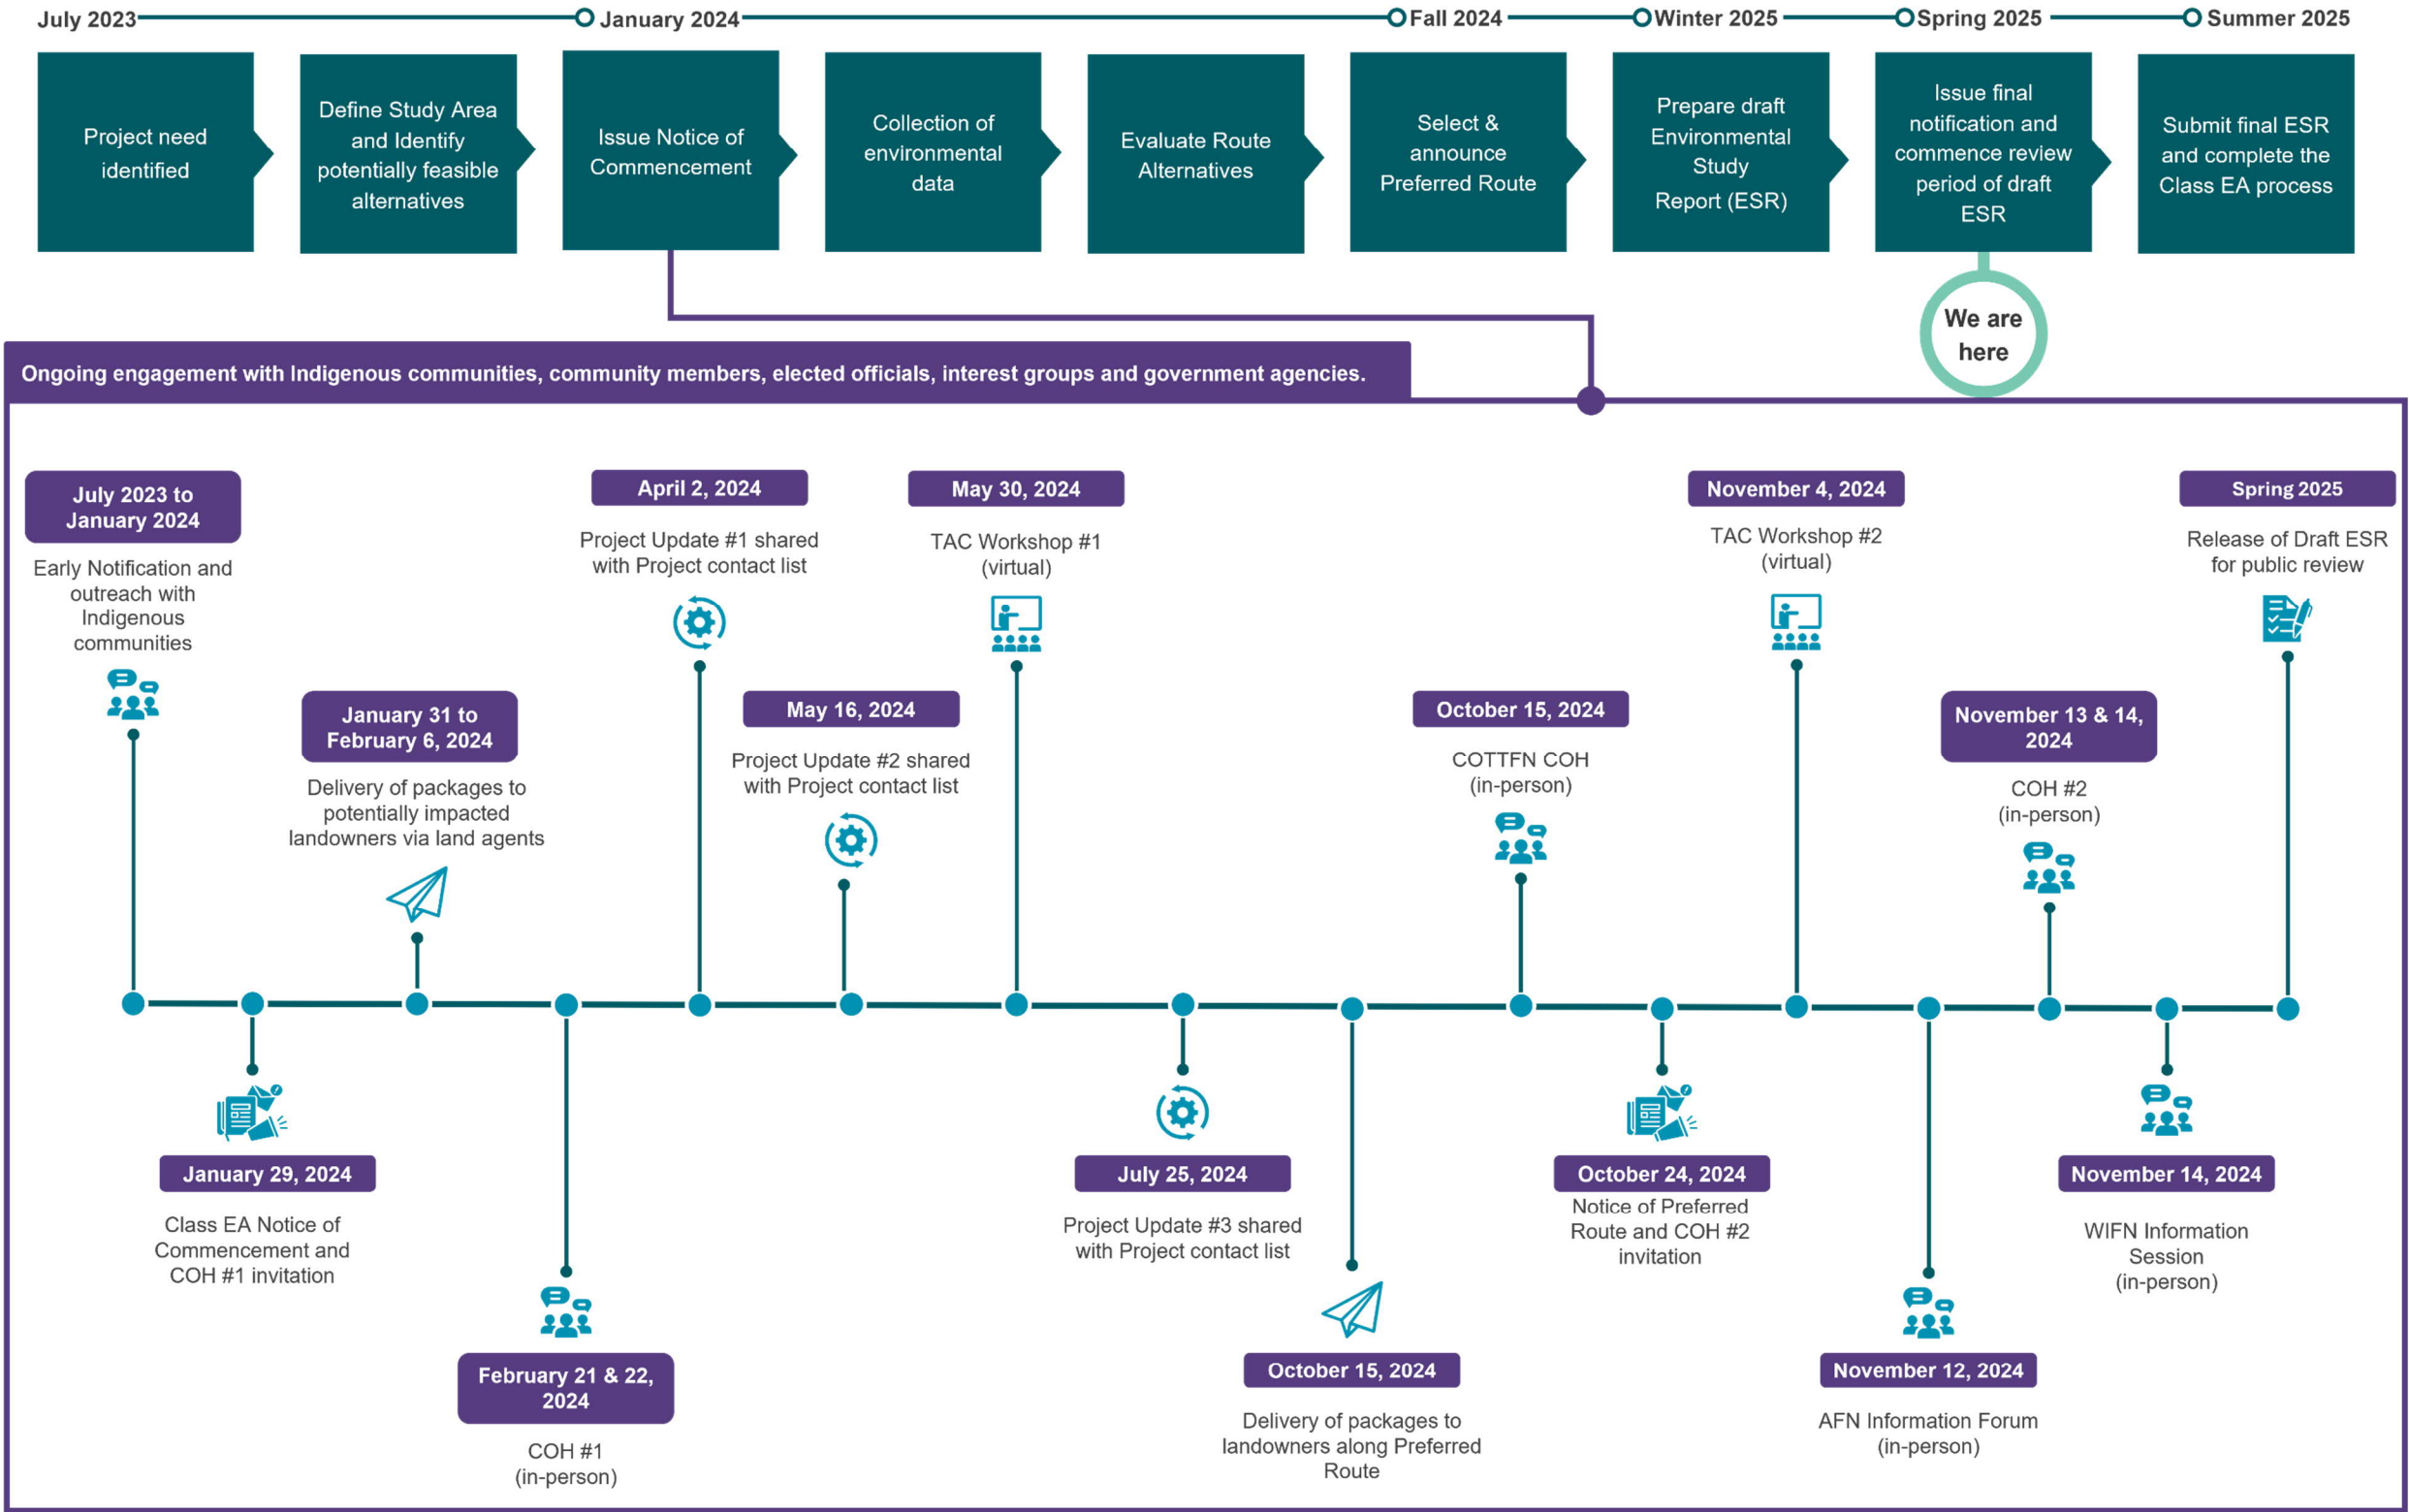 July 2023
January 2024
Fall 2024
Winter 2025
Spring 2025
Summer 2025
Project need
identified
Define Study Area
and Identify
potentially feasible
alternatives
Issue Notice of
Commencement
Collection of
environmental
data
Evaluate Route
Alternatives
Select &
announce
Preferred Route
Prepare draft
Environmental
Study
Report (ESR)
Issue final
notification and
commence review
period of draft
ESR
Submit final ESR
and complete the
Class EA process
We are
here
Ongoing engagement with Indigenous communities, community members, elected officials, interest groups and government agencies.
July 2023 to
January 2024
Early Notification and
outreach with
Indigenous
communities
January 29, 2024
Class EA Notice of
Commencement and
COH #1 invitation
January 31 to
February 6, 2024
Delivery of packages to
potentially impacted
landowners via land agents
February 21 & 22,
2024
COH #1
(in-person)
April 2, 2024
Project Update #1 shared
with Project contact list
May 16, 2024
Project Update #2 shared
with Project contact list
May 30, 2024
TAC Workshop #1
(virtual)
July 25, 2024
Project Update #3 shared
with Project contact list
October 15, 2024
Delivery of packages to
landowners along Preferred
Route
October 15, 2024
COTTFN COH
(in-person)
October 24, 2024
Notice of Preferred
Route and COH #2
invitation
November 4, 2024
TAC Workshop #2
(virtual)
November 12, 2024
AFN Information Forum
(in-person)
November 13 & 14,
2024
COH #2
(in-person)
November 14, 2024
WIFN Information
Session
(in-person)
Spring 2025
Release of Draft ESR
for public review